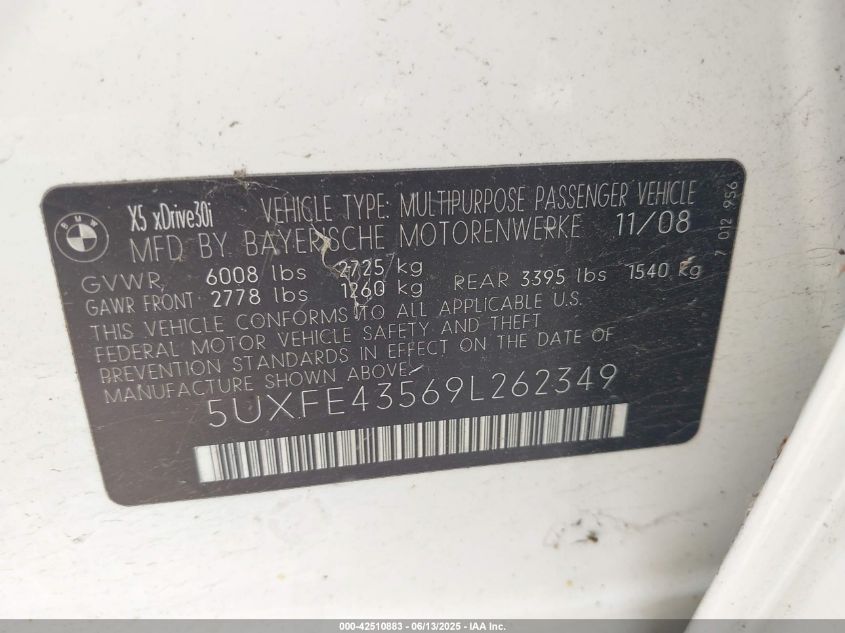 BMW
X5 xDrive30i VEHICLE TYPE: MULTIPURPOSE PASSENGER VEHICLE
MFD BY BAYERISCHE MOTORENWERKE 11/08
GVWR, 6008 lbs 2725 kg
GAWR FRONT: 2778 lbs 1260 kg REAR 3395 lbs 1540 kg
THIS VEHICLE CONFORMS TO ALL APPLICABLE U.S.
FEDERAL MOTOR VEHICLE SAFETY AND THEFT
PREVENTION STANDARDS IN EFFECT ON THE DATE OF
MANUFACTURE SHOWN ABOVE.
5UXFE43569L262349
7 012 956
000-42510883 - 06/13/2025 - IAA Inc.